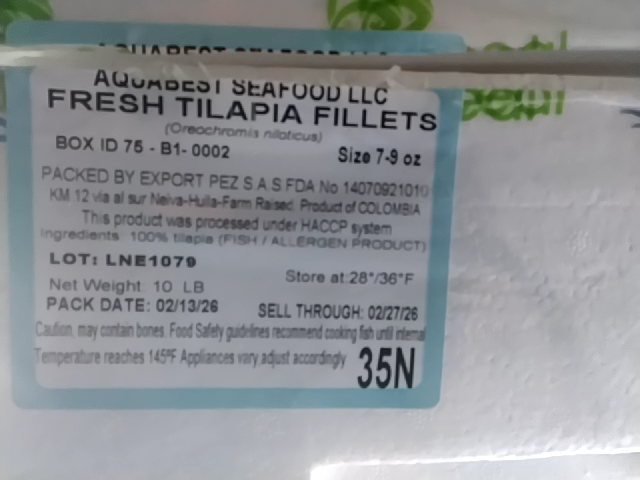 AQUABEST SEAFOOD LLC
AQUABEST SEAFOOD LLC
FRESH TILAPIA FILLETS
(Oreochromis niloticus)
BOX ID 75 - B1- 0002
Size 7-9 oz
PACKED BY EXPORT PEZ S.A.S.FDA No 14070921010
KM 12 via al sur Neiva-Huila-Farm Raised. Product of COLOMBIA
This product was processed under HACCP system
Ingredients: 100% tilapia (FISH / ALLERGEN PRODUCT)
LOT: LNE1079
Net Weight 10 LB
Store at:28°/36°F
PACK DATE: 02/13/26
SELL THROUGH: 02/27/26
Caution, may contain bones. Food Safety guidelines recommend cooking fish until internal
Temperature reaches 145ºF Appliances vary,adjust accordingly
35N